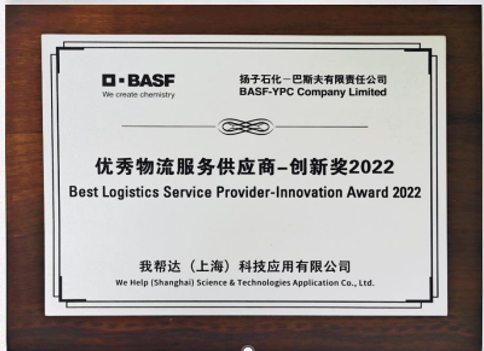 BASF
We create chemistry
扬子石化－巴斯夫有限责任公司
BASF-YPC Company Limited
优秀物流服务供应商-创新奖2022
Best Logistics Service Provider-Innovation Award 2022
我帮达（上海）科技应用有限公司
We Help (Shanghai) Science & Technologies Application Co., Ltd.